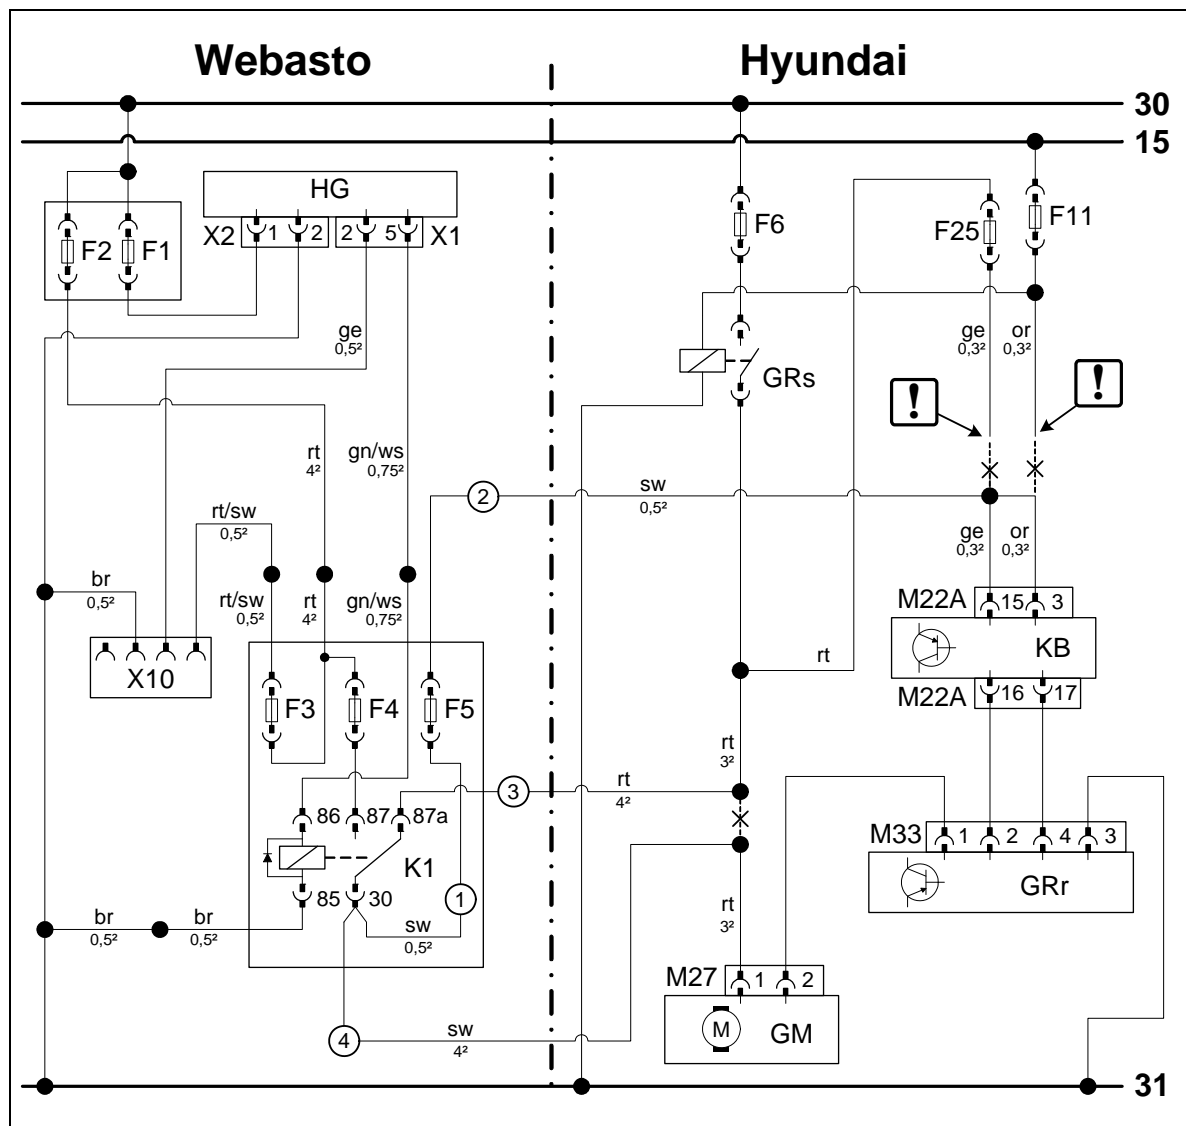 Webasto Hyundai
30
15
HG
X2 1 2 2 5 X1
F2 F1
F6
F25
F11
ge
0,5²
ge
0,3²
or
0,3²
GRs
!
!
rt
4²
gn/ws
0,75²
2
sw
0,5²
rt/sw
0,5²
ge
0,3²
or
0,3²
br
0,5²
rt/sw
0,5²
rt
4²
gn/ws
0,75²
M22A 15 3
KB
X10
rt
M22A 16 17
F3 F4 F5
rt
3²
3
rt
4²
86 87 87a
M33 1 2 4 3
K1
GRr
85 30
1
br
0,5²
br
0,5²
sw
0,5²
rt
3²
M27 1 2
M GM
4
sw
4²
31